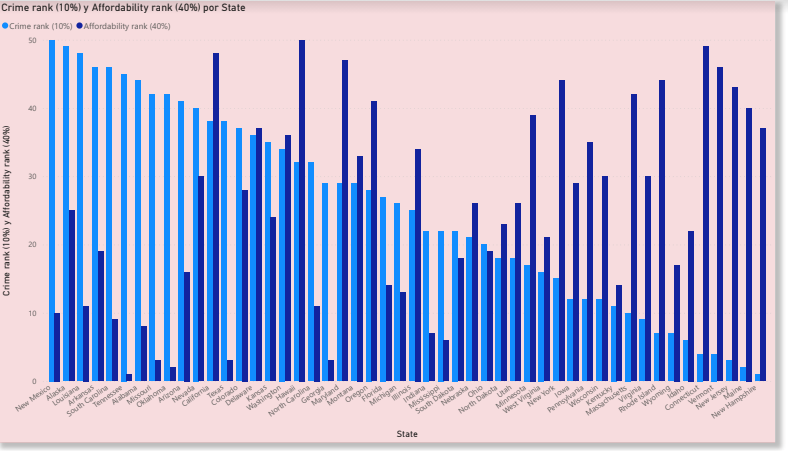 Crime rank (10%) y Affordability rank (40%) por State
Crime rank (10%) Affordability rank (40%)
Crime rank (10%) y Affordability rank (40%)
50
40
30
20
10
0
New Mexico
Alaska
Louisiana
Arkansas
South Carolina
Tennessee
Alabama
Missouri
Oklahoma
Arizona
Nevada
California
Texas
Colorado
Delaware
Kansas
Washington
Hawaii
North Carolina
Georgia
Maryland
Montana
Oregon
Florida
Michigan
Illinois
Indiana
Mississippi
South Dakota
Nebraska
Ohio
North Dakota
Utah
Minnesota
West Virginia
New York
Iowa
Pennsylvania
Wisconsin
Kentucky
Massachusetts
Virginia
Rhode Island
Wyoming
Idaho
Connecticut
Vermont
New Jersey
Maine
New Hampshire
State